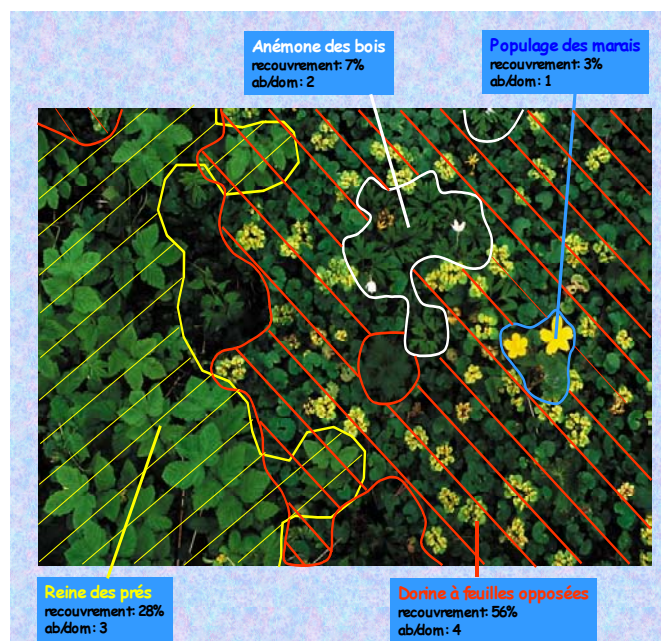 Anémone des bois
recouvrement: 7%
ab/dom: 2
Populage des marais
recouvrement: 3%
ab/dom: 1
Reine des prés
recouvrement: 28%
ab/dom: 3
Dorine à feuilles opposées
recouvrement: 56%
ab/dom: 4